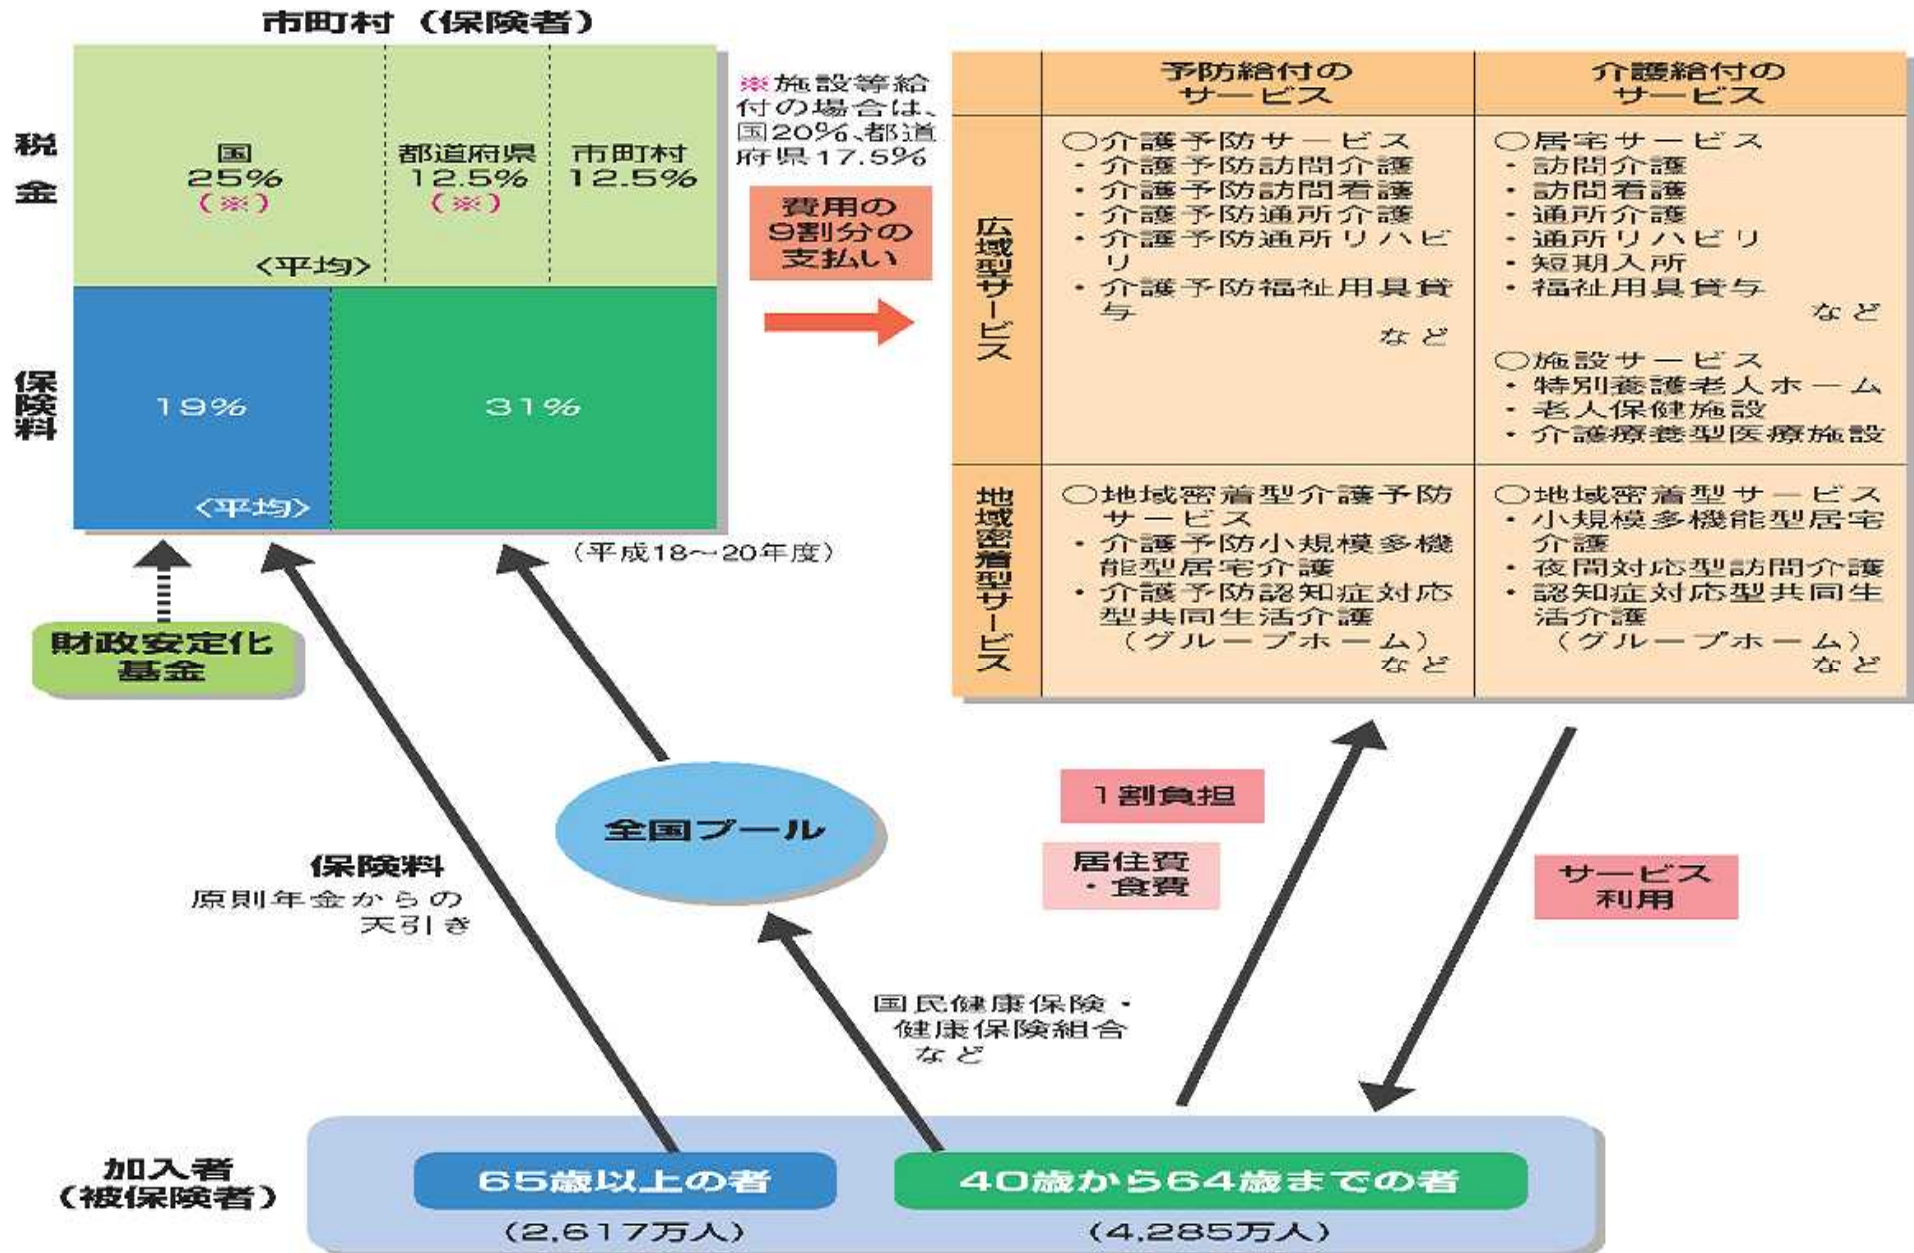 市町村（保険者）
税金
国
25%
（※）
〈平均〉
都道府県
12.5%
（※）
市町村
12.5%
保険料
19%
〈平均〉
31%
（平成18～20年度）
※施設等給
付の場合は、
国20%、都道
府県17.5%
費用の
9割分の
支払い
予防給付の
サービス
介護給付の
サービス
広域型サービス
○介護予防サービス
・介護予防訪問介護
・介護予防訪問看護
・介護予防通所介護
・介護予防通所リハビ
リ
・介護予防福祉用具貸
与
など
○居宅サービス
・訪問介護
・訪問看護
・通所介護
・通所リハビリ
・短期入所
・福祉用具貸与
など
○施設サービス
・特別養護老人ホーム
・老人保健施設
・介護療養型医療施設
地域密着型サービス
○地域密着型介護予防
サービス
・介護予防小規模多機
能型居宅介護
・介護予防認知症対応
型共同生活介護
（グループホーム）
など
○地域密着型サービス
・小規模多機能型居宅
介護
・夜間対応型訪問介護
・認知症対応型共同生
活介護
（グループホーム）
など
財政安定化
基金
全国プール
保険料
原則年金からの
天引き
国民健康保険・
健康保険組合
など
1割負担
居住費
・食費
サービス
利用
加入者
（被保険者）
65歳以上の者
（2,617万人）
40歳から64歳までの者
（4,285万人）